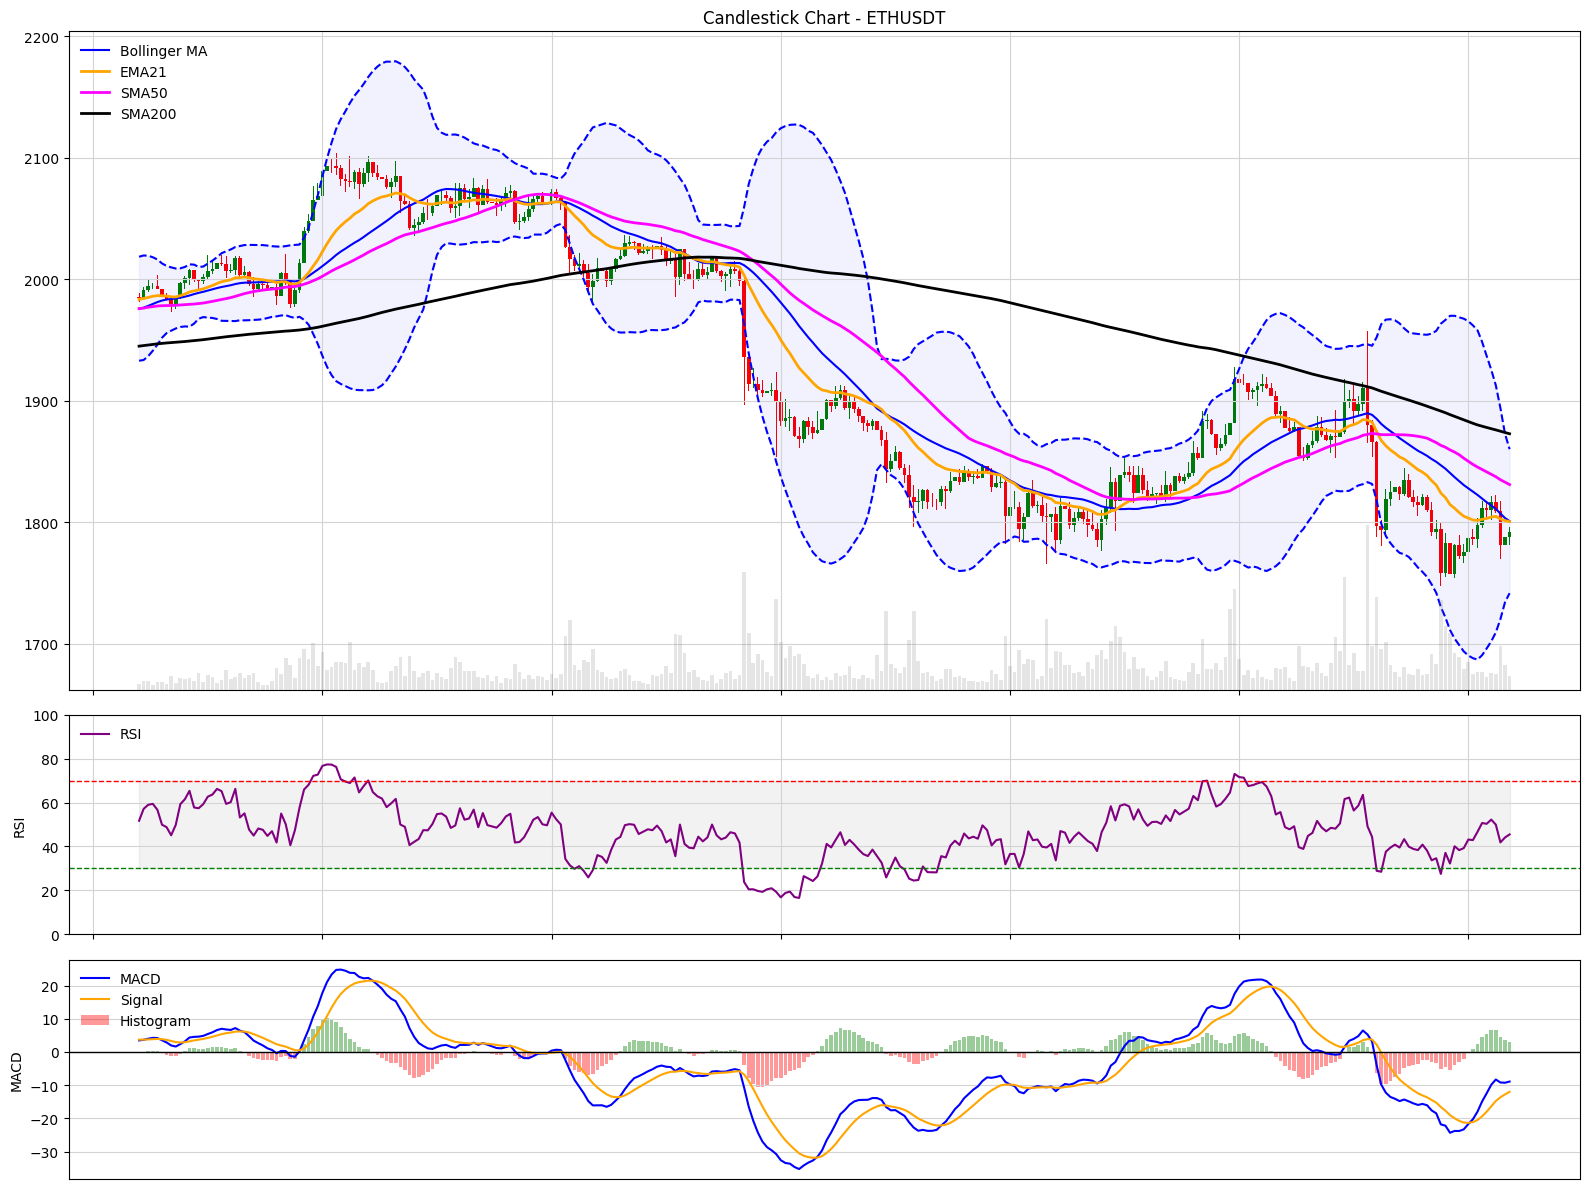 Candlestick Chart - ETHUSDT
2200
2100
2000
1900
1800
1700
Bollinger MA
EMA21
SMA50
SMA200
100
80
60
40
20
0
RSI
RSI
20
10
0
−10
−20
−30
MACD
MACD
Signal
Histogram